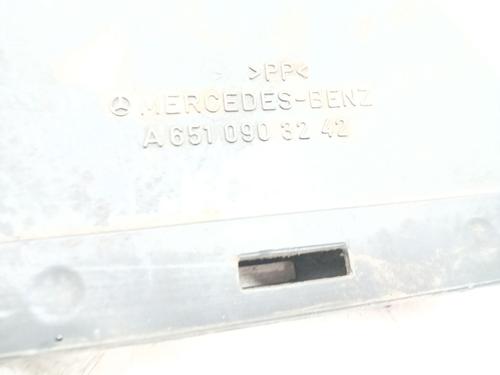 >PP<
MERCEDES-BENZ
A 651 090 32 42